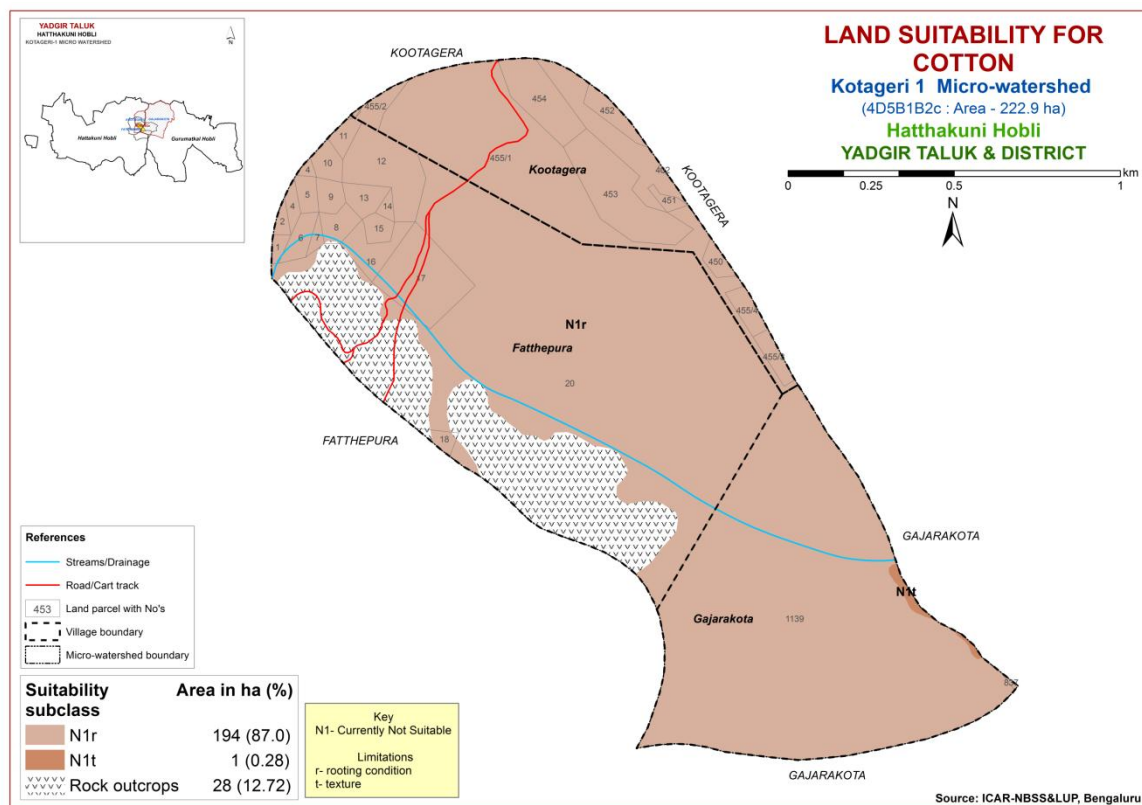 YADGIR TALUK
HATTHAKUNI HOBLI
KOTAGERI-1 MICRO WATERSHED
N
Hattakuni Hobli
Gurumatkal Hobli
LAND SUITABILITY FOR
COTTON
Kotageri 1 Micro-watershed
(4D5B1B2c : Area - 222.9 ha)
Hatthakuni Hobli
YADGIR TALUK & DISTRICT
km
0 0.25 0.5 1
N
KOOTAGERA
455/2
454
452
11
12
10
455/1
Kootagera
453
451
KOOTAGERA
4
4
5
9
13
14
2
15
6
7
8
1
16
17
450
455/4
N1r
Fatthepura
20
FATTHEPURA
18
GAJARAKOTA
N1t
Gajarakota
1139
GAJARAKOTA
References
Streams/Drainage
Road/Cart track
453 Land parcel with No's
Village boundary
Micro-watershed boundary
Suitability subclass Area in ha (%)
N1r 194 (87.0)
N1t 1 (0.28)
Rock outcrops 28 (12.72)
Key
N1- Currently Not Suitable
Limitations
r- rooting condition
t- texture
Source: ICAR-NBSS&LUP, Bengaluru